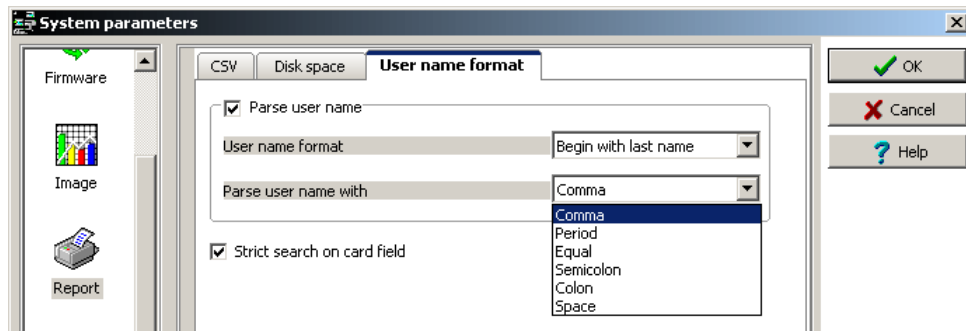 System parameters
Firmware
Image
Report
CSV
Disk space
User name format
Parse user name
User name format
Begin with last name
Parse user name with
Comma
Comma
Period
Equal
Semicolon
Colon
Space
Strict search on card field
OK
Cancel
Help